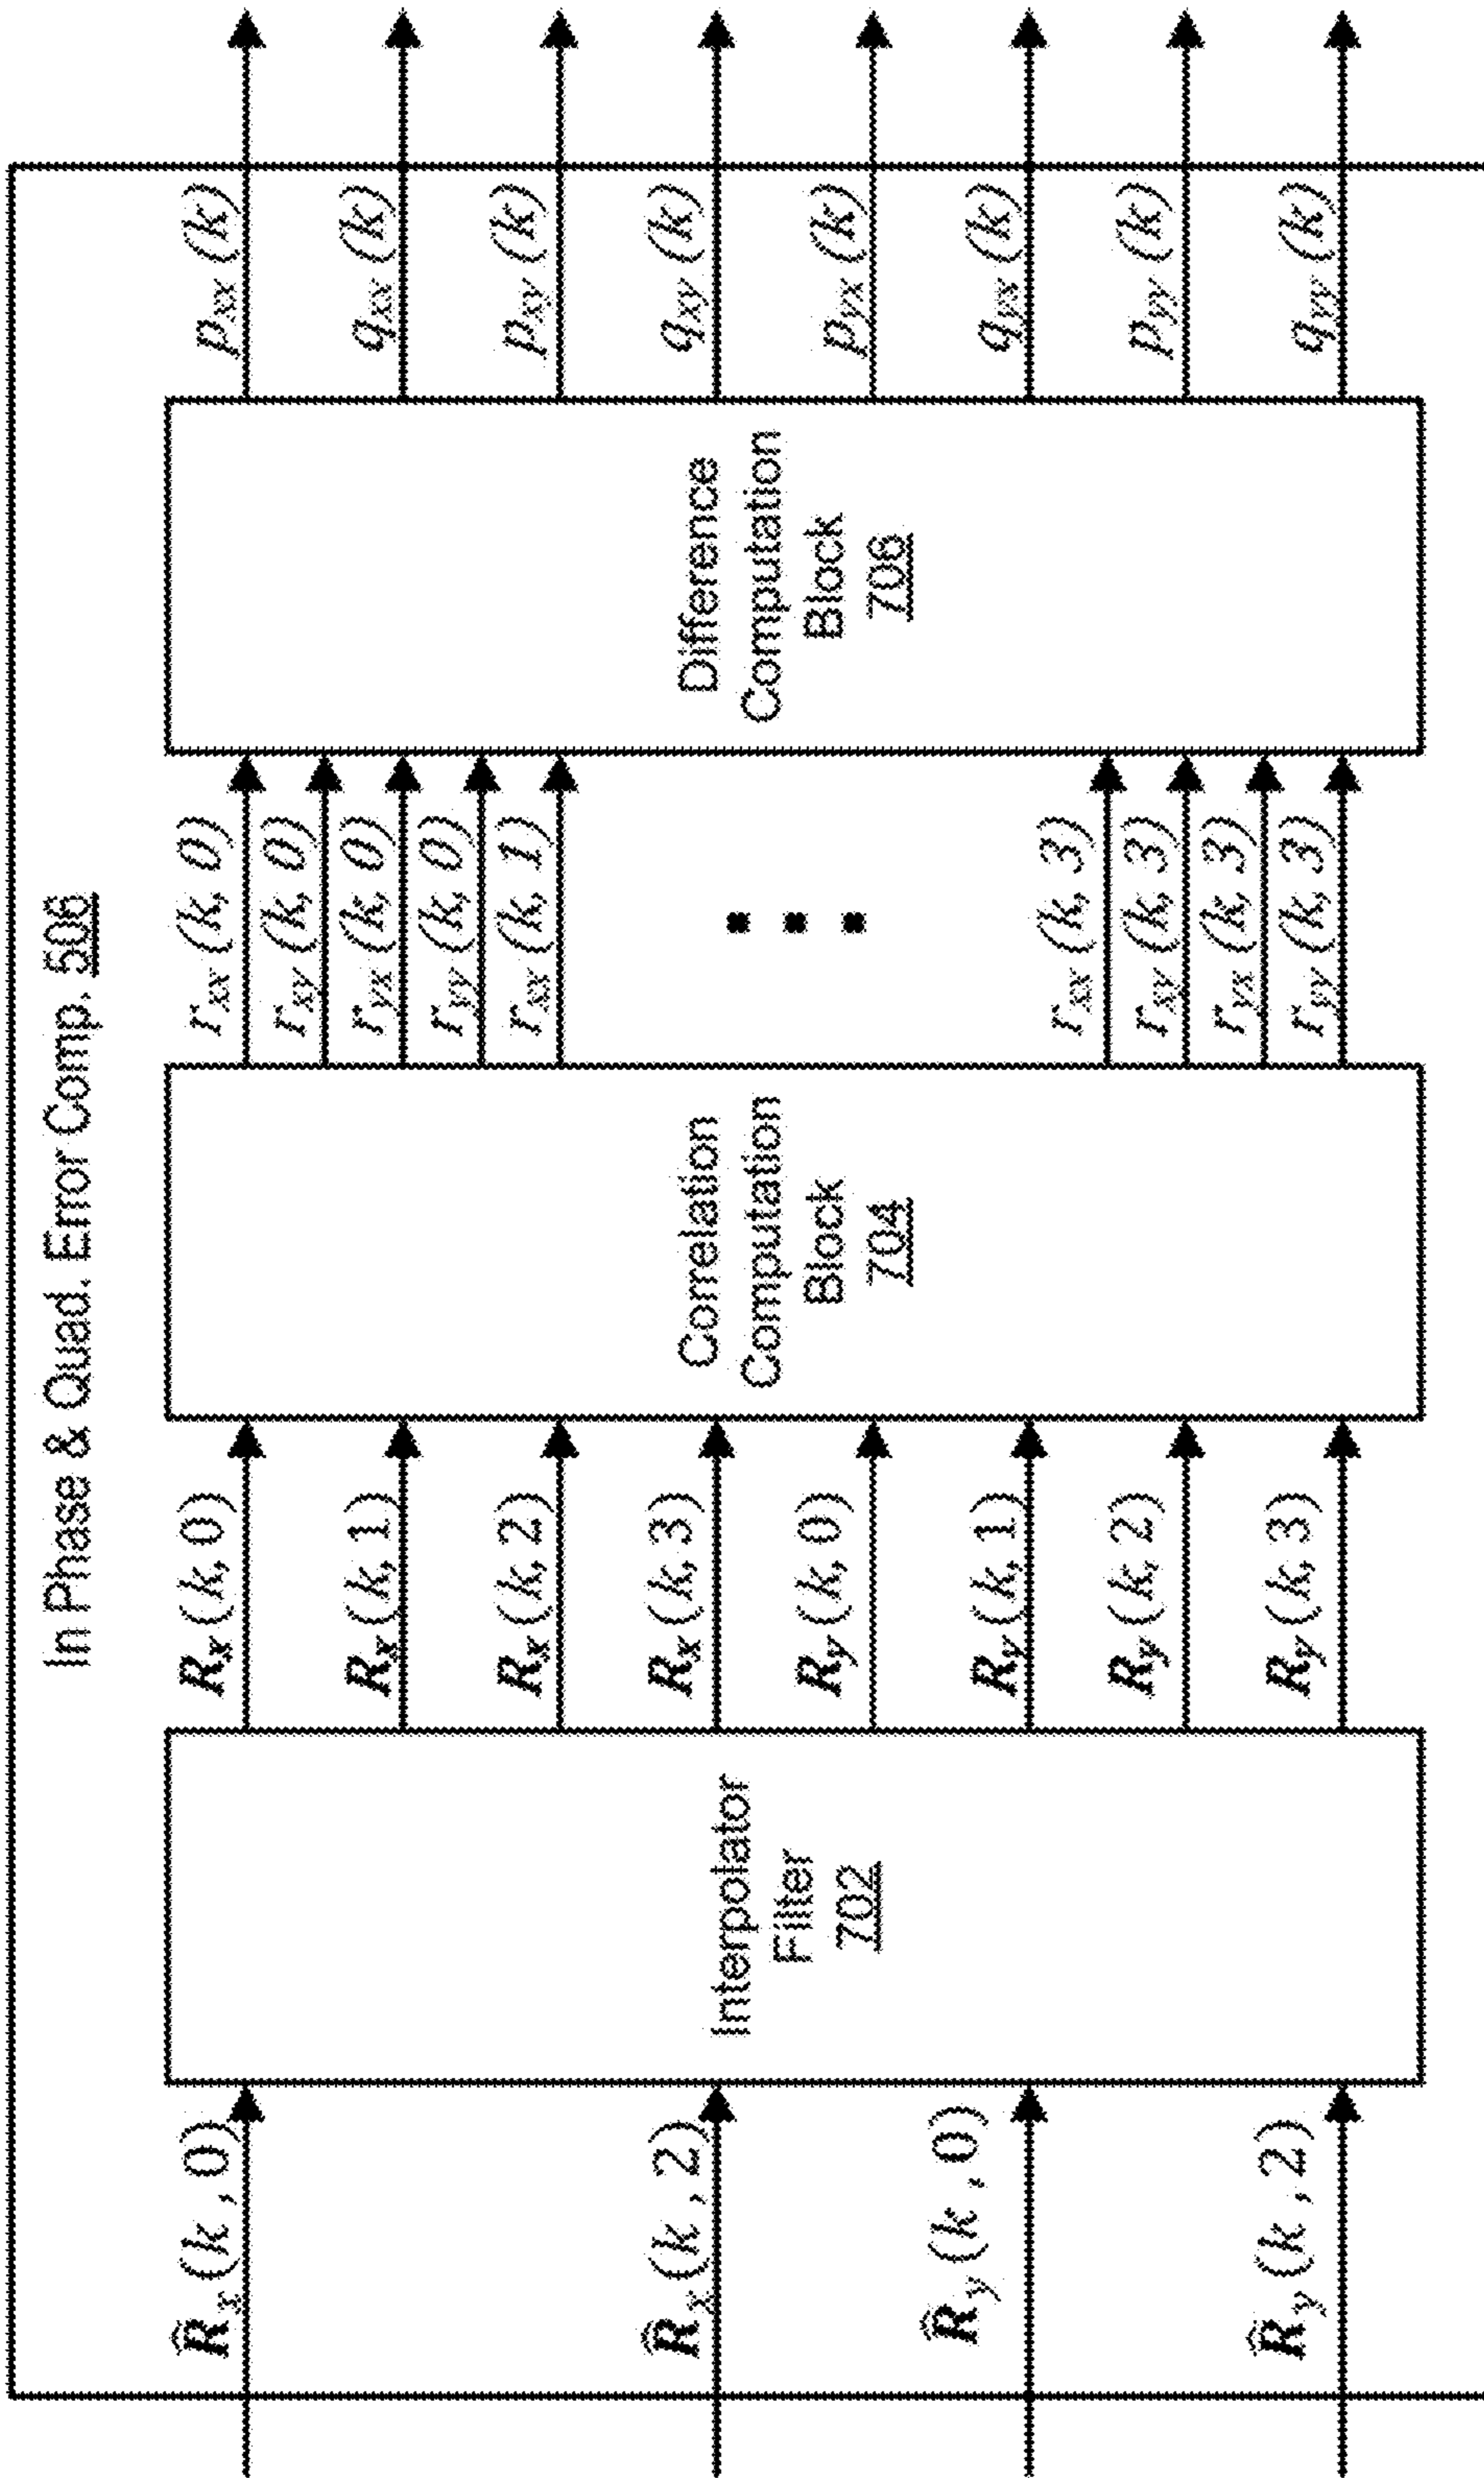 In Phase & Quad. Error Comp. 506
R̂x(k, 0)
R̂x(k, 2)
R̂y(k, 0)
R̂y(k, 2)
Interpolator
Filter
702
Rx(k, 0)
Rx(k, 1)
Rx(k, 2)
Rx(k, 3)
Ry(k, 0)
Ry(k, 1)
Ry(k, 2)
Ry(k, 3)
Correlation
Computation
Block
704
rxx(k, 0)
rxy(k, 0)
ryx(k, 0)
ryy(k, 0)
rxx(k, 1)
rxx(k, 3)
rxy(k, 3)
ryx(k, 3)
ryy(k, 3)
Difference
Computation
Block
706
pxx(k)
qxx(k)
pxy(k)
qxy(k)
pyx(k)
qyx(k)
pyy(k)
qyy(k)